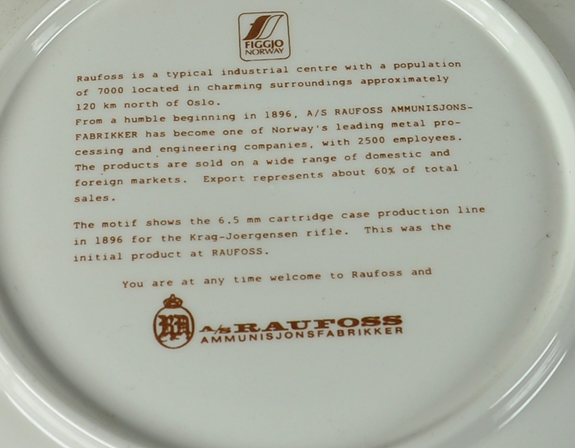 FIGGJO
NORWAY
Raufoss is a typical industrial centre with a population
of 7000 located in charming surroundings approximately
120 km north of Oslo.
From a humble beginning in 1896, A/S RAUFOSS AMMUNISJONS-
FABRIKKER has become one of Norway's leading metal pro-
cessing and engineering companies, with 2500 employees.
The products are sold on a wide range of domestic and
foreign markets. Export represents about 60% of total
sales.
The motif shows the 6.5 mm cartridge case production line
in 1896 for the Krag-Joergensen rifle. This was the
initial product at RAUFOSS.
You are at any time welcome to Raufoss and
A/S RAUFOSS
AMMUNISJONSFABRIKKER